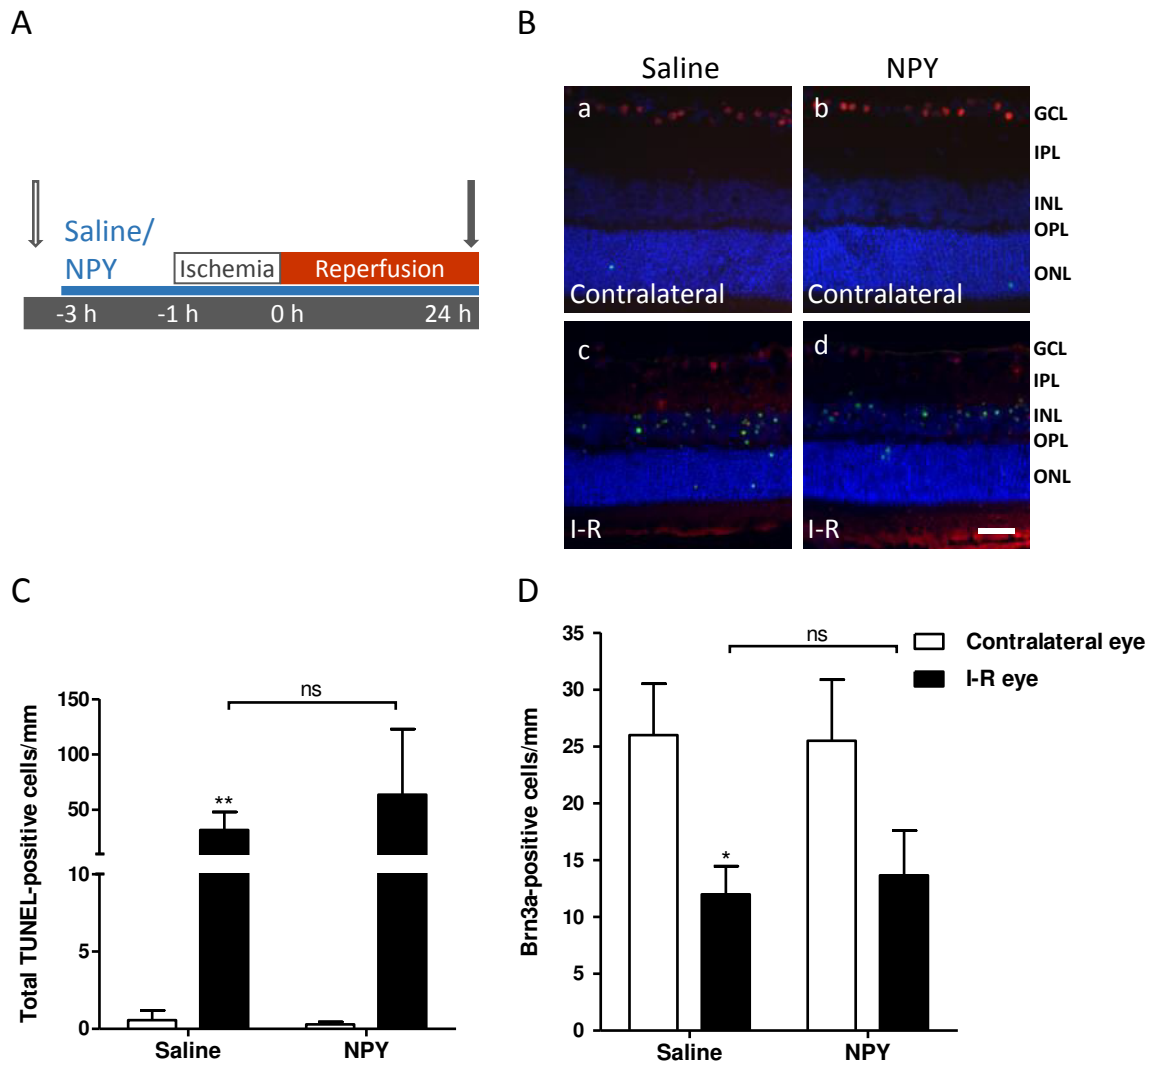 A
Saline/
NPY
Ischemia
Reperfusion
-3 h
-1 h
0 h
24 h
B
Saline
NPY
a
b
GCL
IPL
INL
OPL
ONL
Contralateral
Contralateral
c
d
GCL
IPL
INL
OPL
ONL
I-R
I-R
C
Total TUNEL-positive cells/mm
150
100
50
10
5
0
ns
**
Saline
NPY
D
Brn3a-positive cells/mm
35
30
25
20
15
10
5
0
ns
*
Saline
NPY
Contralateral eye
I-R eye